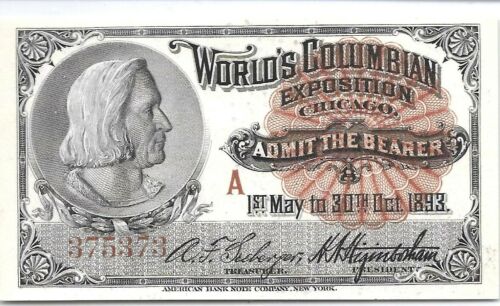 WORLD'S COLUMBIAN
EXPOSITION
CHICAGO,
ADMIT THE BEARER
A
1ST May to 30TH Oct. 1893.
375373
TREASURER.
PRESIDENT.
AMERICAN BANK NOTE COMPANY, NEW YORK.